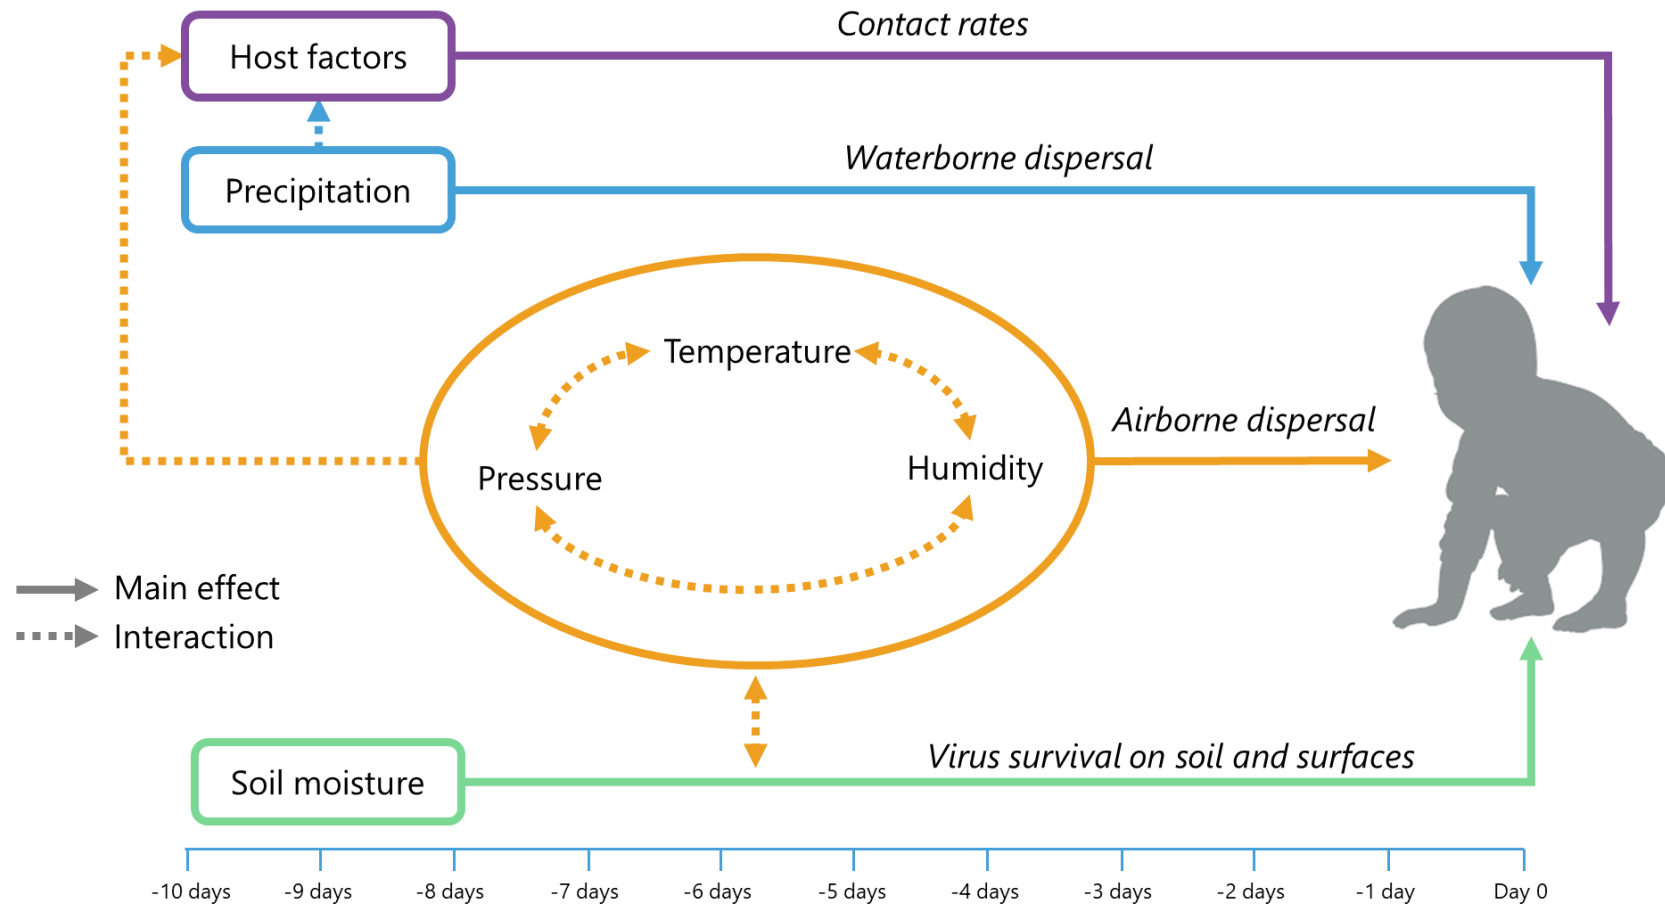 Contact rates
Host factors
Waterborne dispersal
Precipitation
Temperature
Airborne dispersal
Pressure
Humidity
Main effect
Interaction
Virus survival on soil and surfaces
Soil moisture
-10 days
-9 days
-8 days
-7 days
-6 days
-5 days
-4 days
-3 days
-2 days
-1 day
Day 0